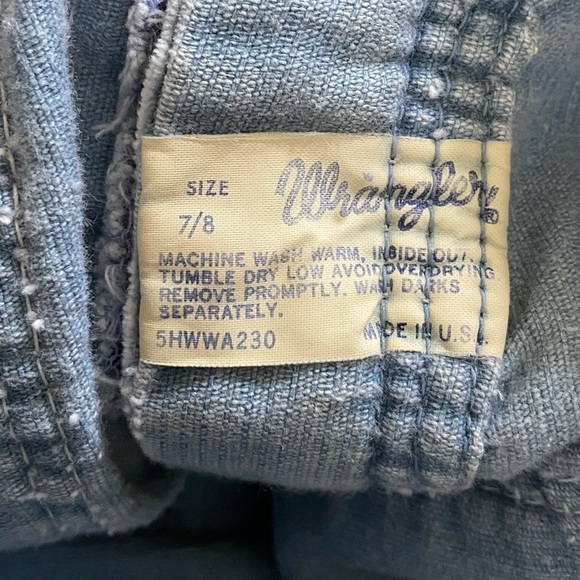 SIZE
7/8
Wrangler®
MACHINE WASH WARM, INSIDE OUT.
TUMBLE DRY LOW AVOID OVERDRYING
REMOVE PROMPTLY. WASH DARKS
SEPARATELY.
5HWWA230
MADE IN U.S.A.